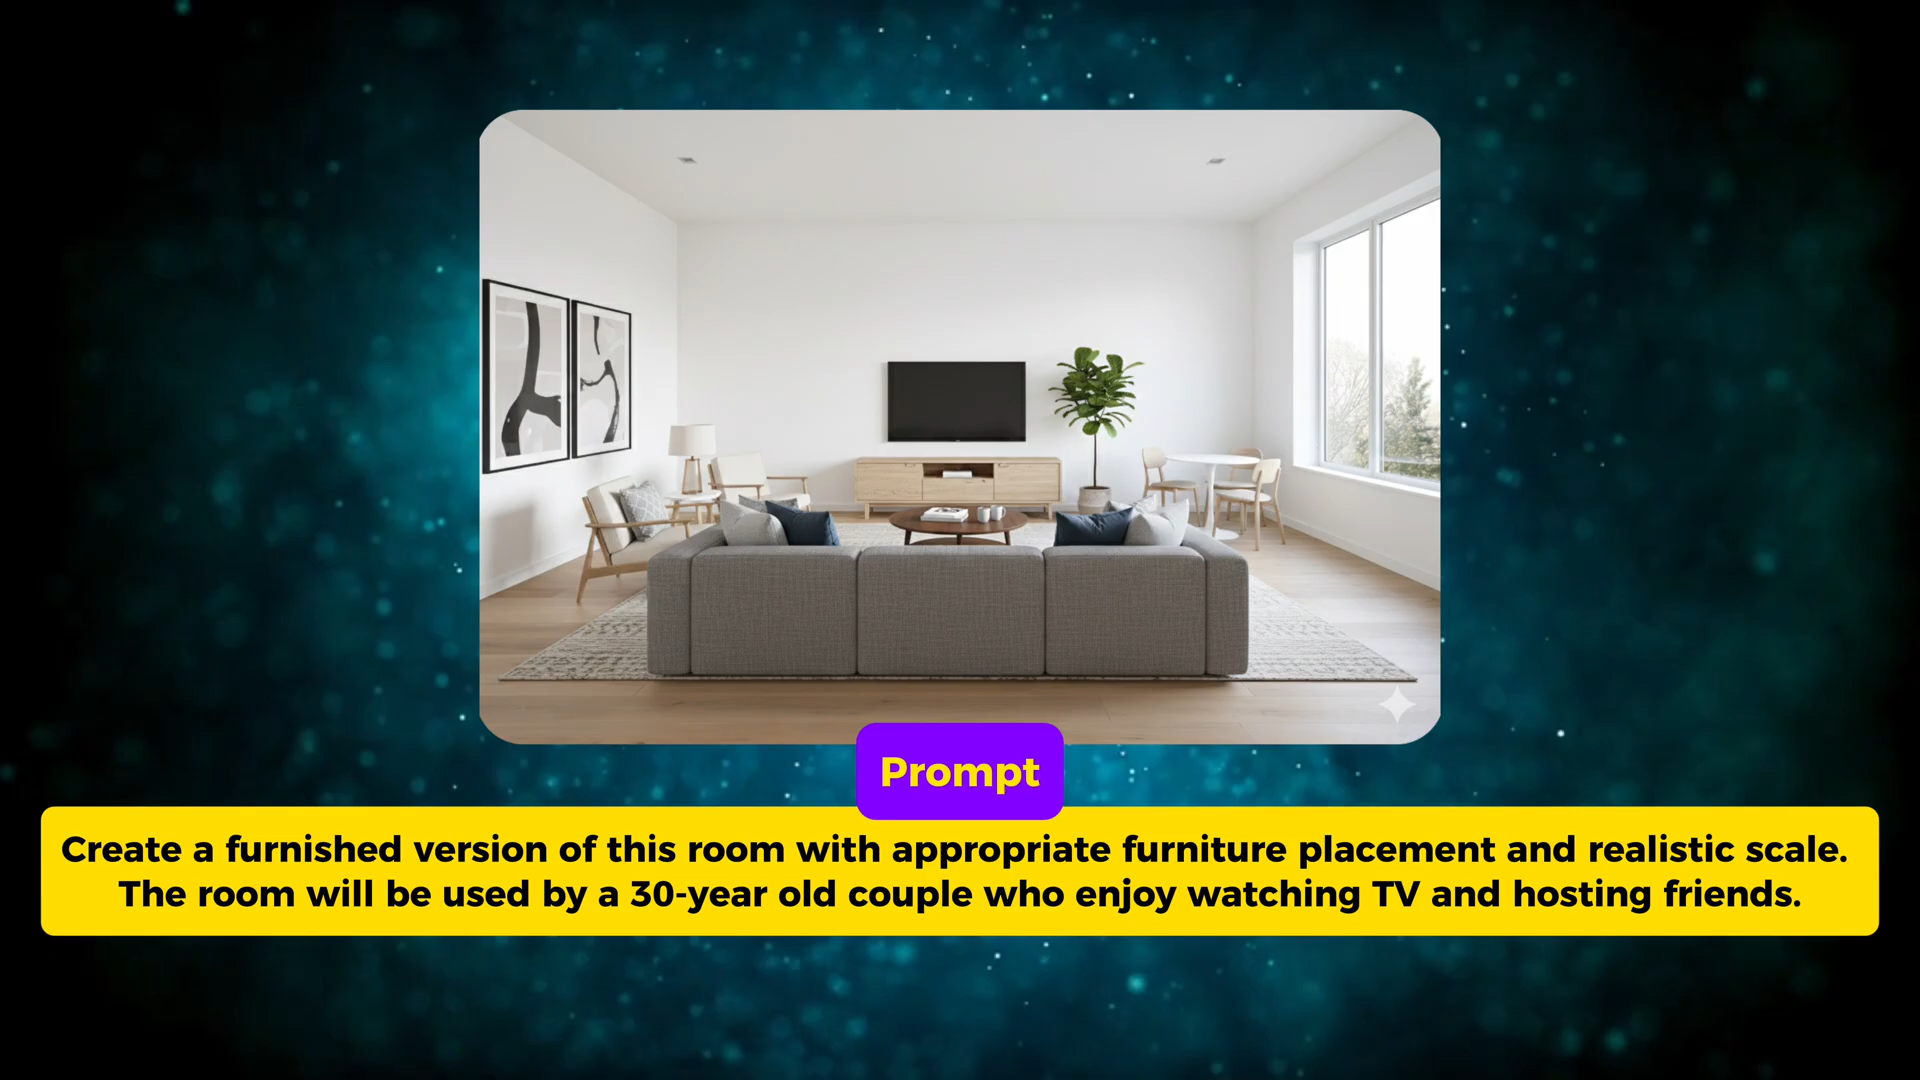 Prompt
Create a furnished version of this room with appropriate furniture placement and realistic scale.
The room will be used by a 30-year old couple who enjoy watching TV and hosting friends.